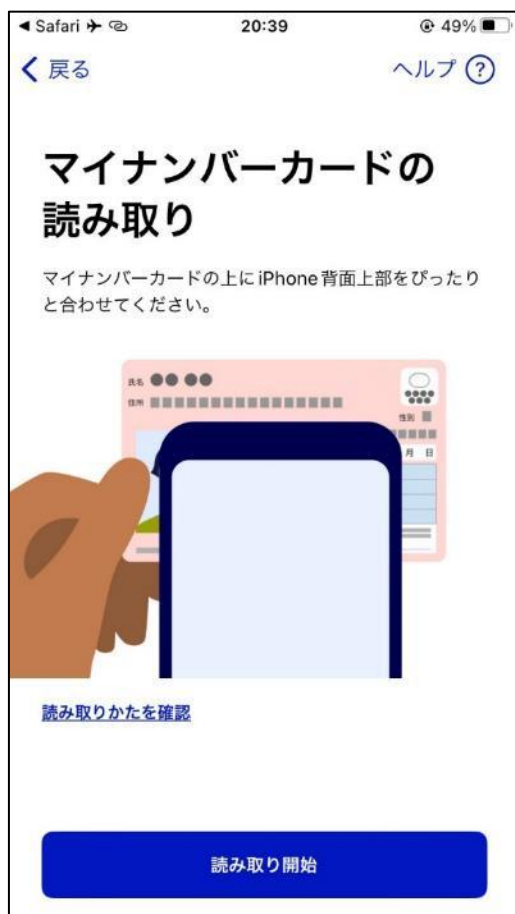 Safari
20:39
49%
戻る
ヘルプ ?
マイナンバーカードの
読み取り
マイナンバーカードの上にiPhone背面上部をぴったり
と合わせてください。
氏名
住所
性別
月 日
読み取りかたを確認
読み取り開始